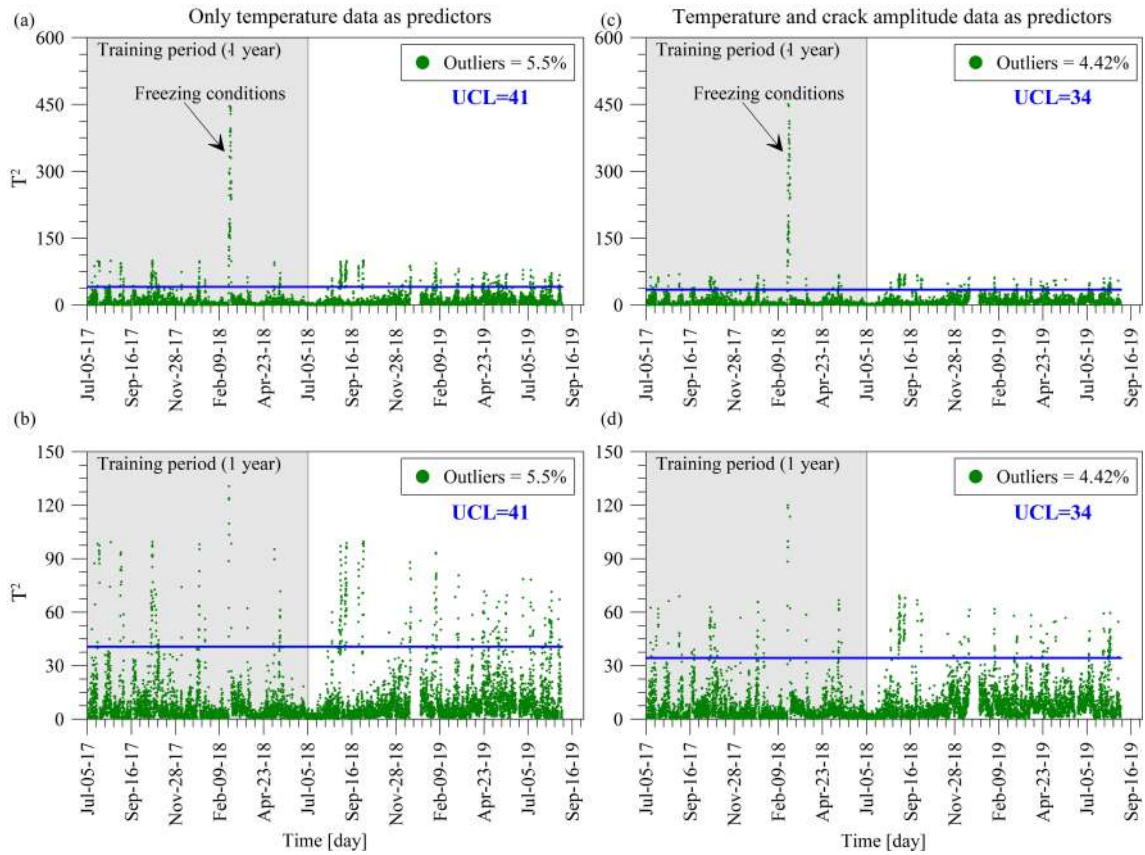 (a)
Only temperature data as predictors
600
450
300
150
0
T²
Training period (1 year)
Freezing conditions
Outliers = 5.5%
UCL=41
Jul-05-17
Sep-16-17
Nov-28-17
Feb-09-18
Apr-23-18
Jul-05-18
Sep-16-18
Nov-28-18
Feb-09-19
Apr-23-19
Jul-05-19
Sep-16-19
(c)
Temperature and crack amplitude data as predictors
600
450
300
150
0
T²
Training period (1 year)
Freezing conditions
Outliers = 4.42%
UCL=34
Jul-05-17
Sep-16-17
Nov-28-17
Feb-09-18
Apr-23-18
Jul-05-18
Sep-16-18
Nov-28-18
Feb-09-19
Apr-23-19
Jul-05-19
Sep-16-19
(b)
150
120
90
60
30
0
T²
Training period (1 year)
Outliers = 5.5%
UCL=41
Jul-05-17
Sep-16-17
Nov-28-17
Feb-09-18
Apr-23-18
Jul-05-18
Sep-16-18
Nov-28-18
Feb-09-19
Apr-23-19
Jul-05-19
Sep-16-19
Time [day]
(d)
150
120
90
60
30
0
T²
Training period (1 year)
Outliers = 4.42%
UCL=34
Jul-05-17
Sep-16-17
Nov-28-17
Feb-09-18
Apr-23-18
Jul-05-18
Sep-16-18
Nov-28-18
Feb-09-19
Apr-23-19
Jul-05-19
Sep-16-19
Time [day]